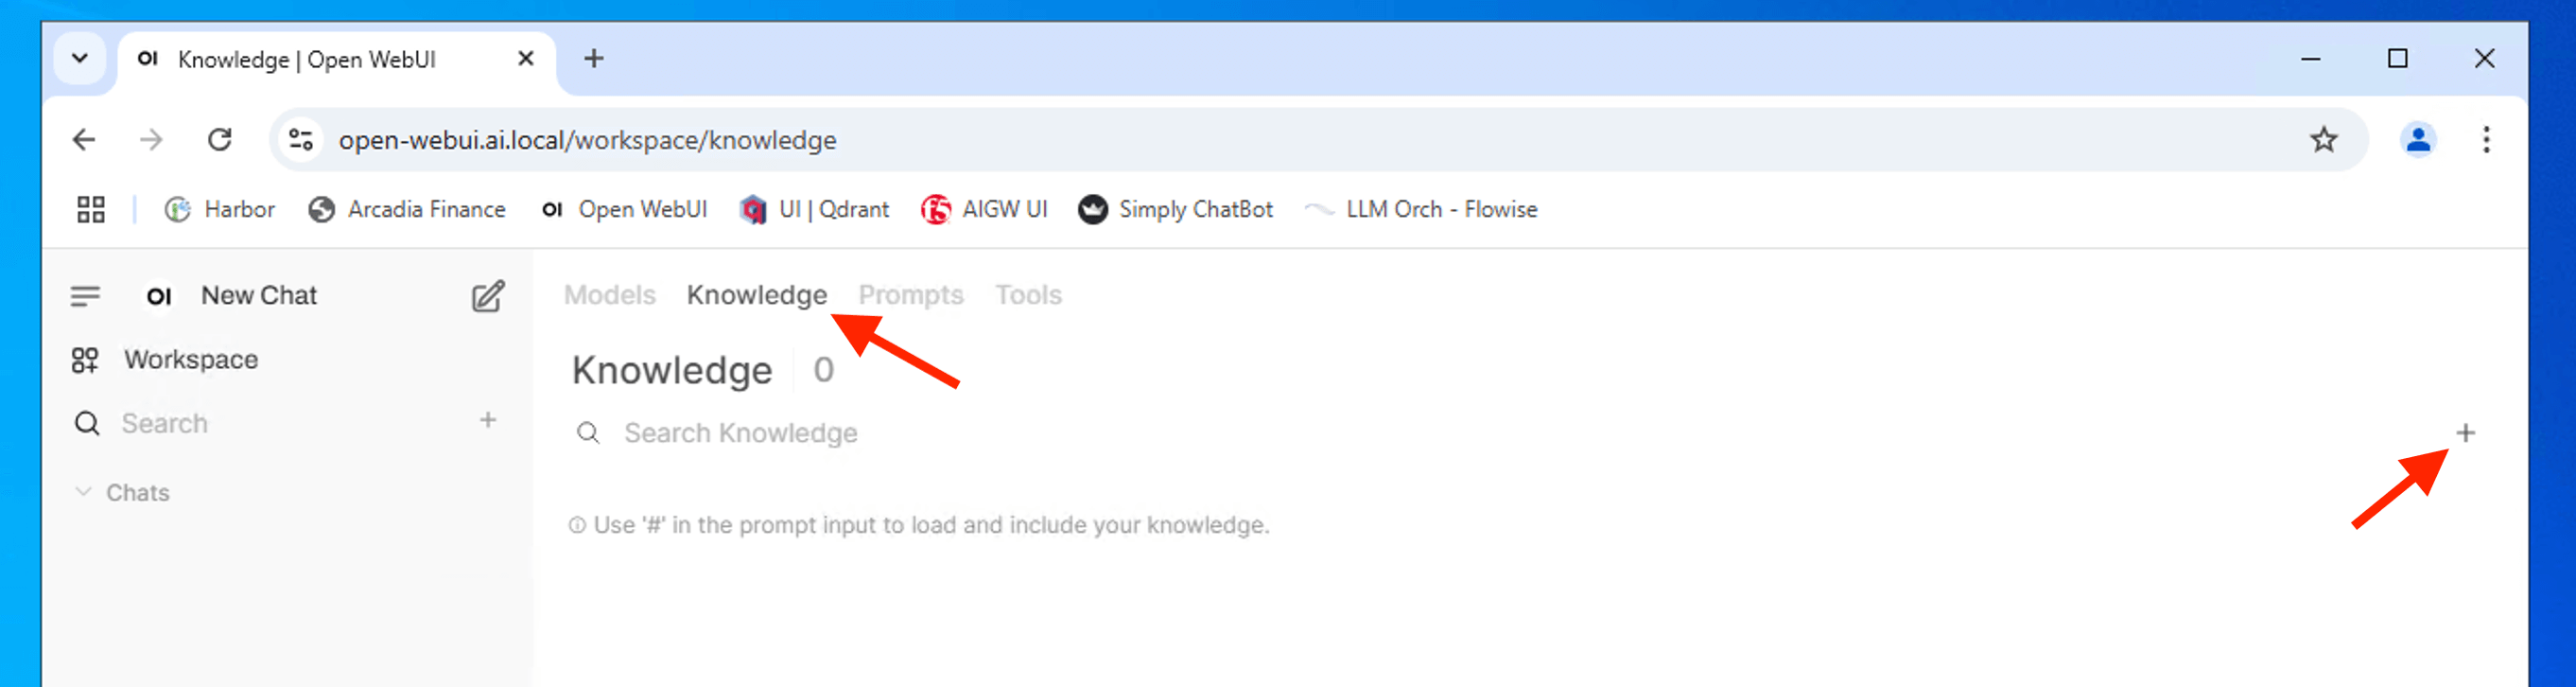 OI Knowledge | Open WebUI
open-webui.ai.local/workspace/knowledge
Harbor Arcadia Finance OI Open WebUI UI | Qdrant f5 AIGW UI Simply ChatBot LLM Orch - Flowise
OI New Chat
Workspace
Search
Chats
Models Knowledge Prompts Tools
Knowledge 0
Search Knowledge
Use '#' in the prompt input to load and include your knowledge.